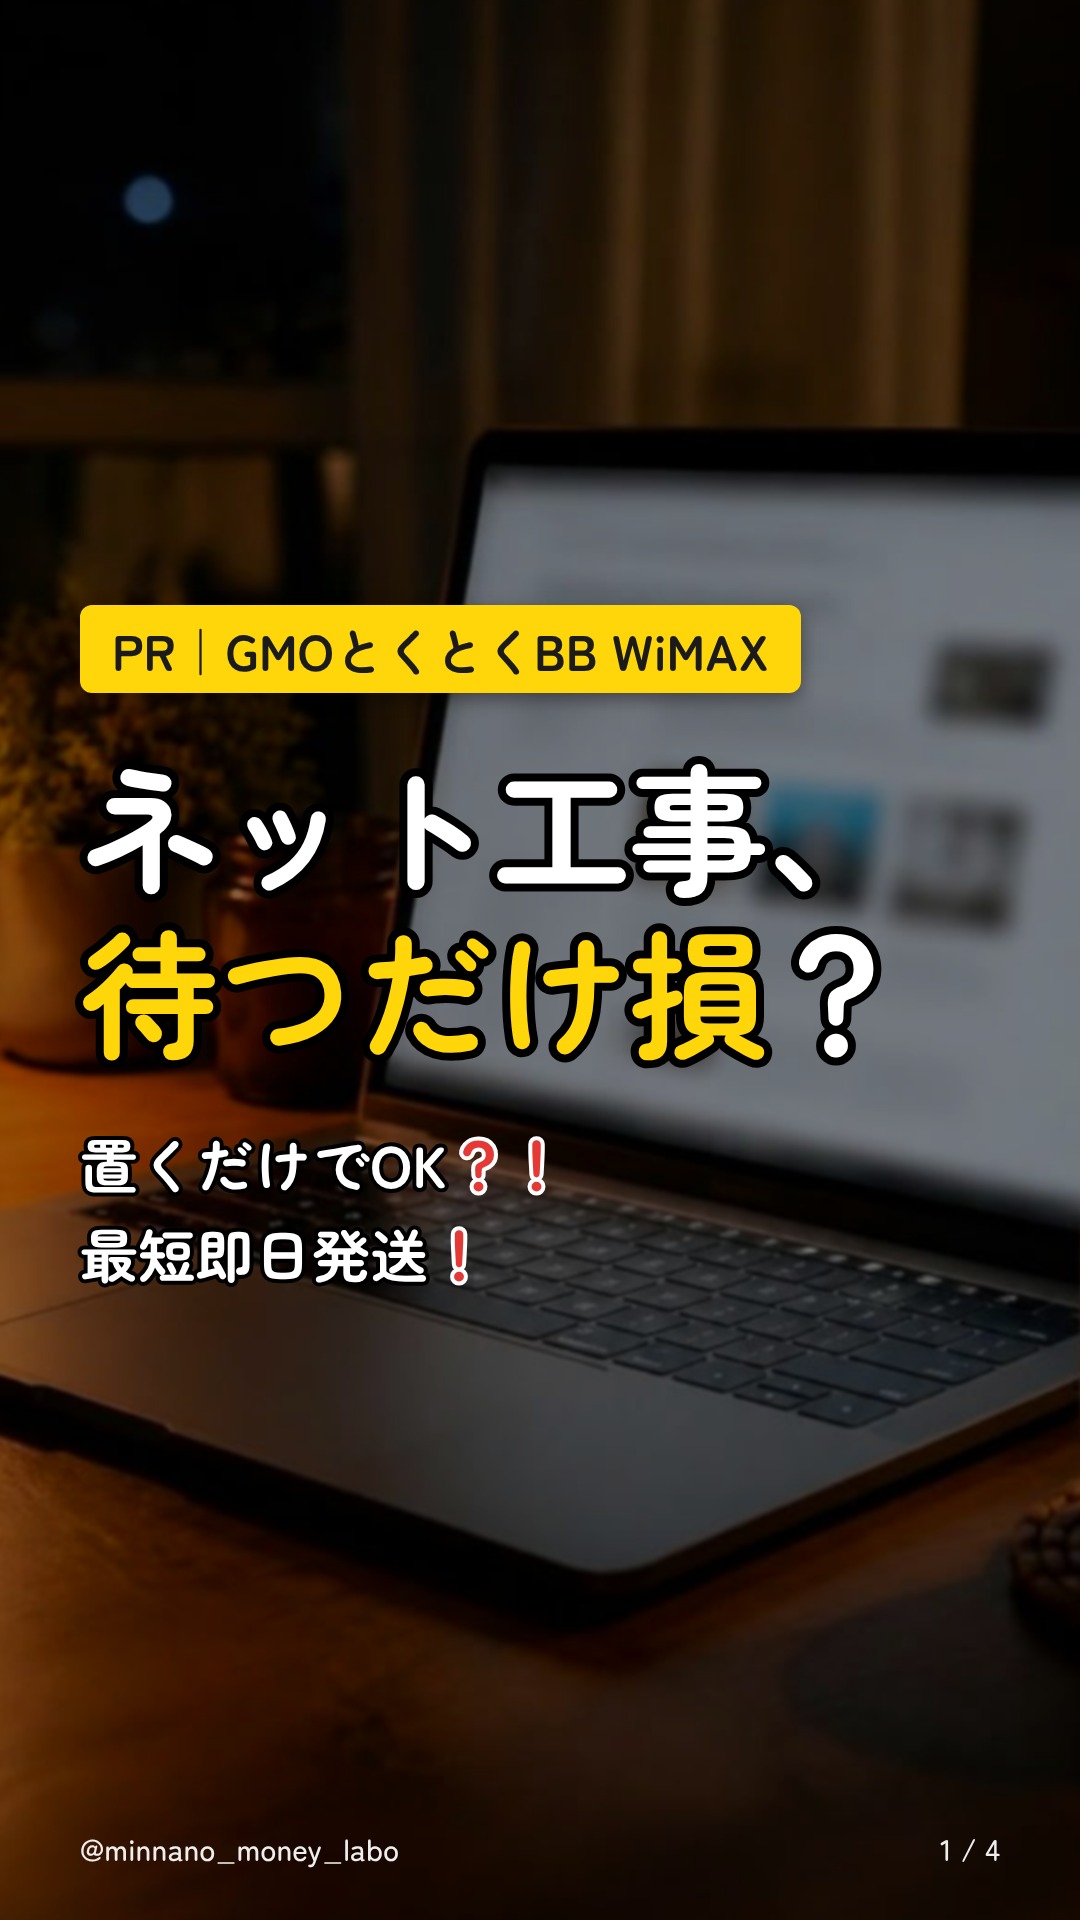 PR｜GMOとくとくBB WiMAX
ネット工事、
待つだけ損？
置くだけでOK❓❗
最短即日発送❗
@minnano_money_labo
1 / 4